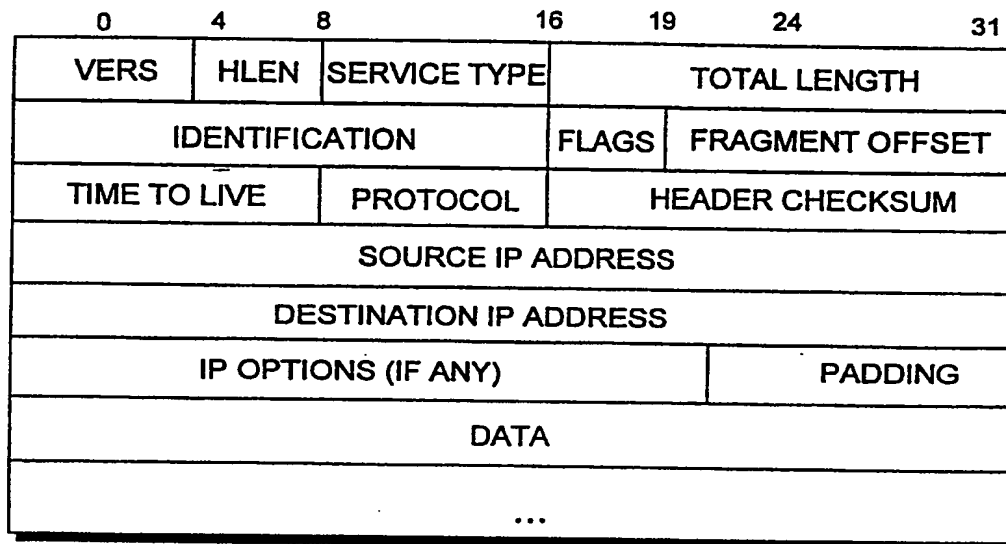 0 4 8 16 19 24 31
VERS HLEN SERVICE TYPE TOTAL LENGTH
IDENTIFICATION FLAGS FRAGMENT OFFSET
TIME TO LIVE PROTOCOL HEADER CHECKSUM
SOURCE IP ADDRESS
DESTINATION IP ADDRESS
IP OPTIONS (IF ANY) PADDING
DATA
...